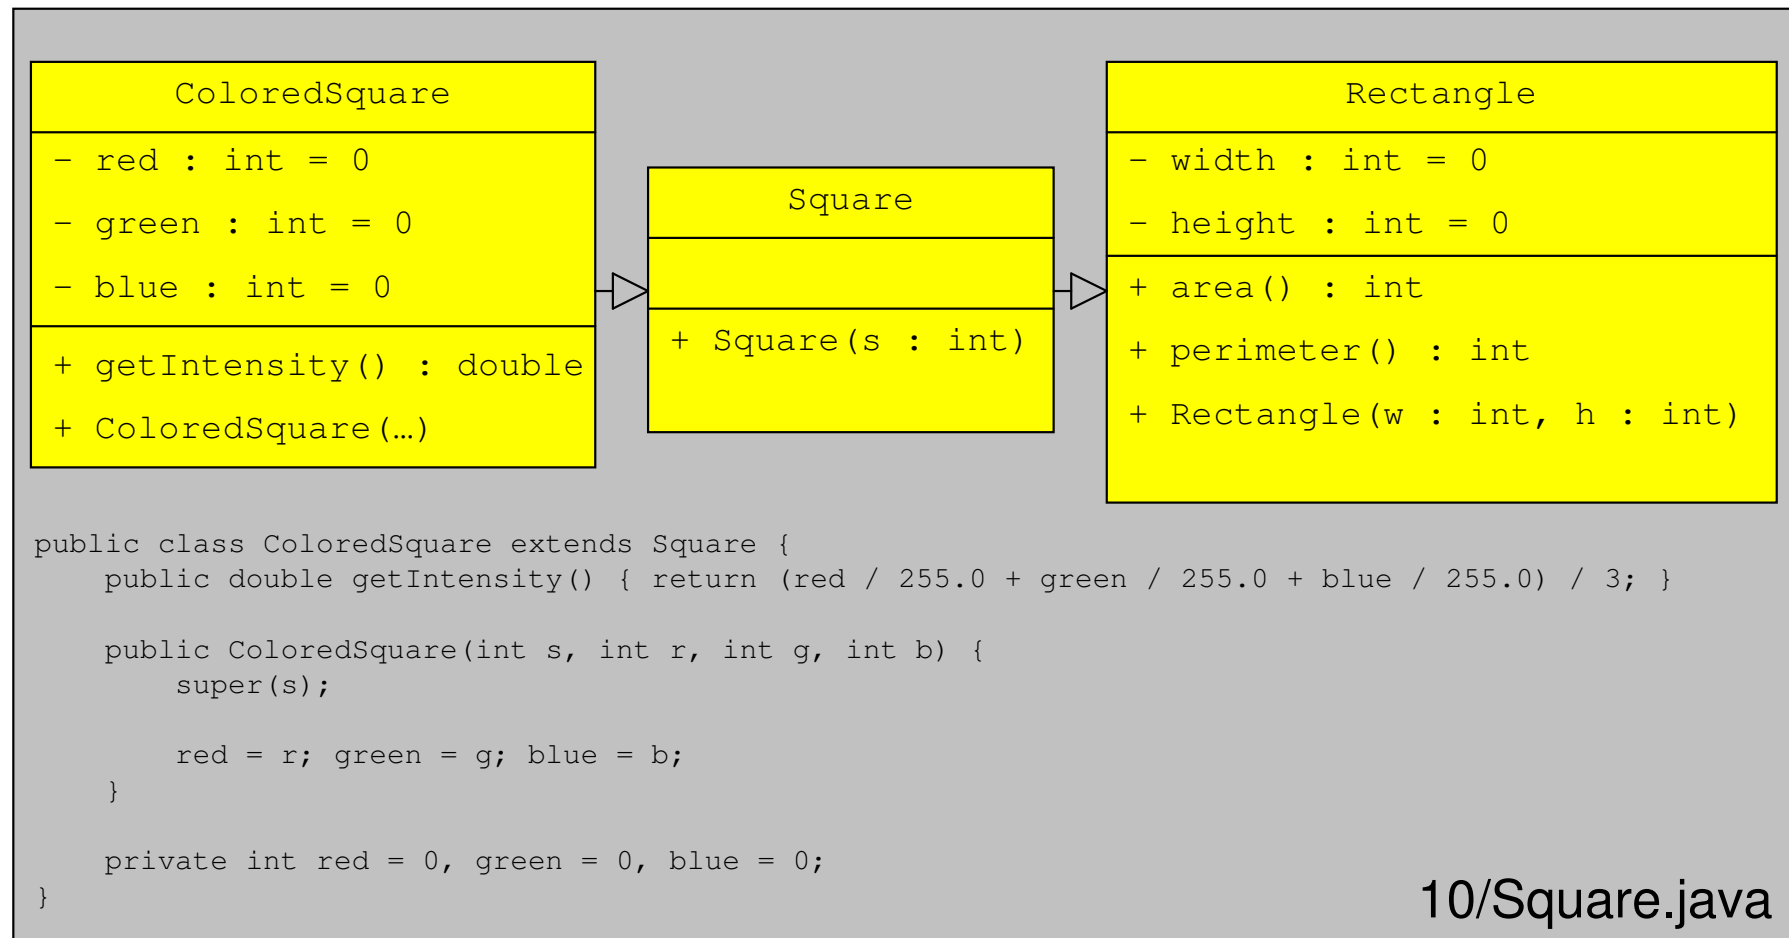 ColoredSquare
- red : int = 0
- green : int = 0
- blue : int = 0
+ getIntensity() : double
+ ColoredSquare(…)
Square
+ Square(s : int)
Rectangle
- width : int = 0
- height : int = 0
+ area() : int
+ perimeter() : int
+ Rectangle(w : int, h : int)
public class ColoredSquare extends Square {
    public double getIntensity() { return (red / 255.0 + green / 255.0 + blue / 255.0) / 3; }
    public ColoredSquare(int s, int r, int g, int b) {
        super(s);
        red = r; green = g; blue = b;
    }
    private int red = 0, green = 0, blue = 0;
}
10/Square.java